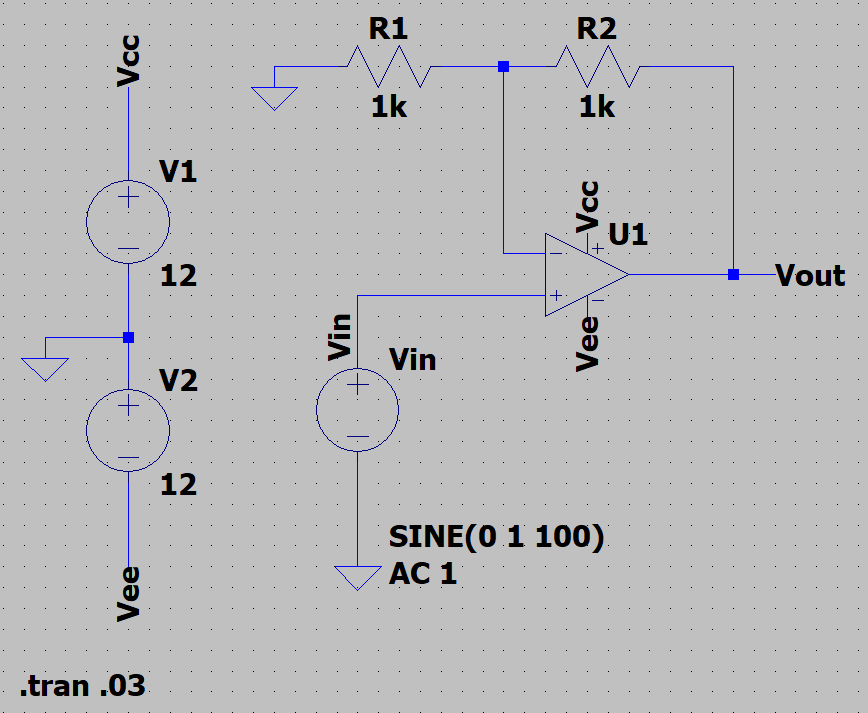 Vcc
V1
12
V2
12
Vee
R1
1k
R2
1k
Vcc
U1
Vee
Vout
Vin
Vin
SINE(0 1 100)
AC 1
.tran .03